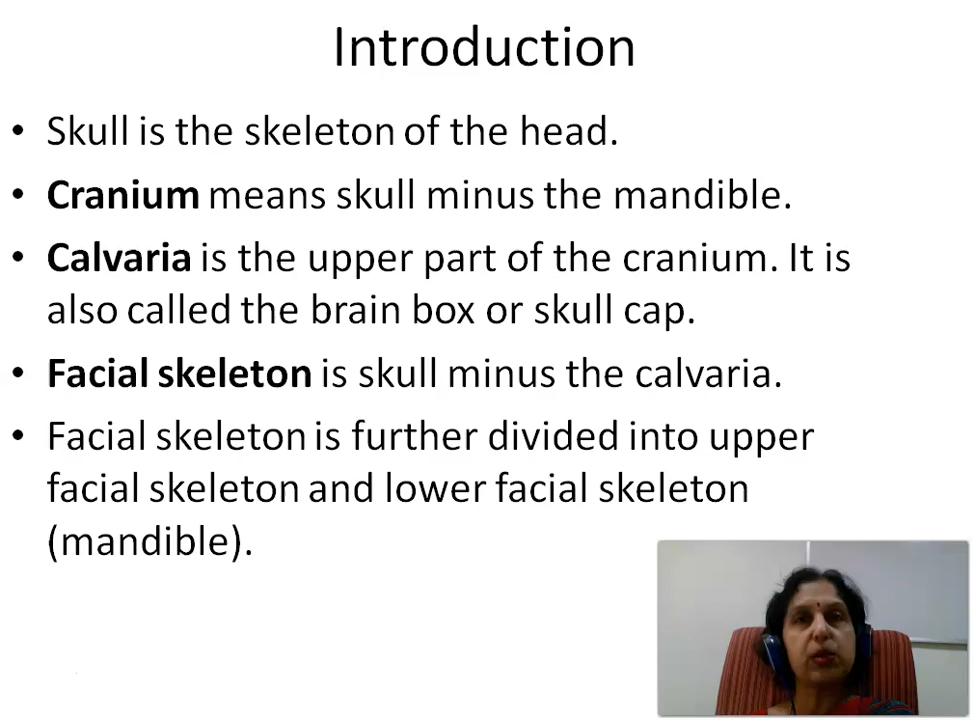 Introduction
• Skull is the skeleton of the head.
• Cranium means skull minus the mandible.
• Calvaria is the upper part of the cranium. It is
also called the brain box or skull cap.
• Facial skeleton is skull minus the calvaria.
• Facial skeleton is further divided into upper
facial skeleton and lower facial skeleton
(mandible).